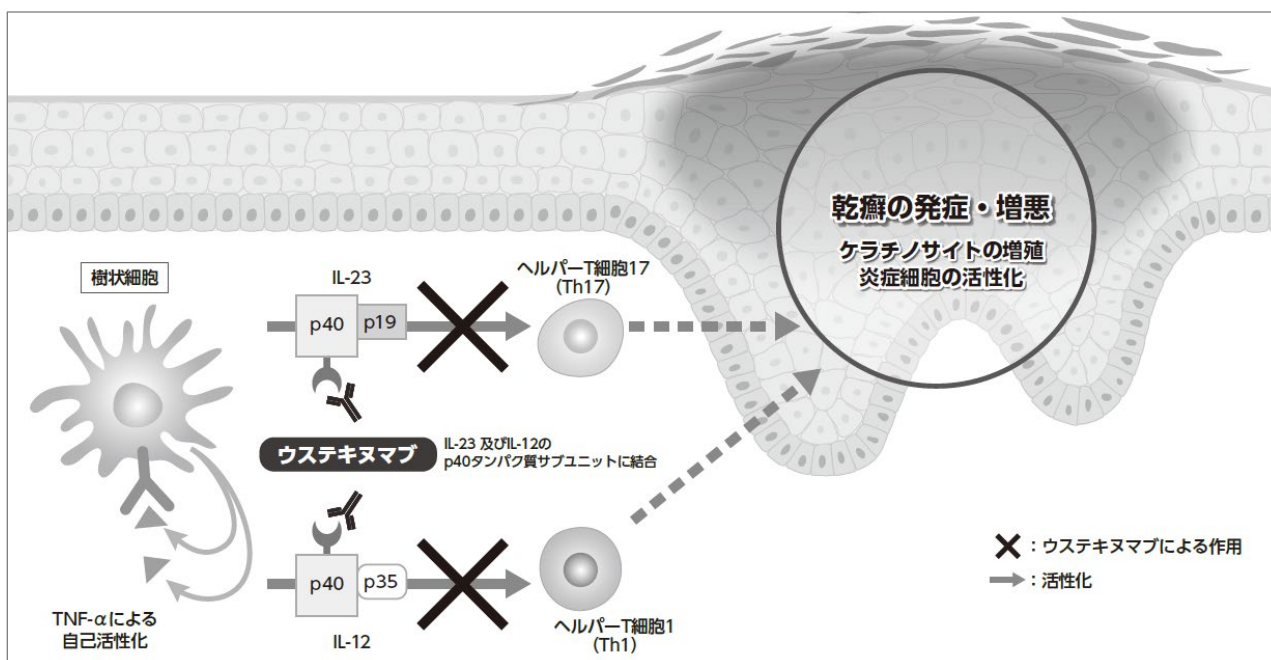 乾癬の発症・増悪
ケラチノサイトの増殖
炎症細胞の活性化
樹状細胞
IL-23
p40
p19
ヘルパーT細胞17
(Th17)
ウステキヌマブ
IL-23 及びIL-12の
p40タンパク質サブユニットに結合
p40
p35
IL-12
ヘルパーT細胞1
(Th1)
TNF-αによる
自己活性化
：ウステキヌマブによる作用
：活性化